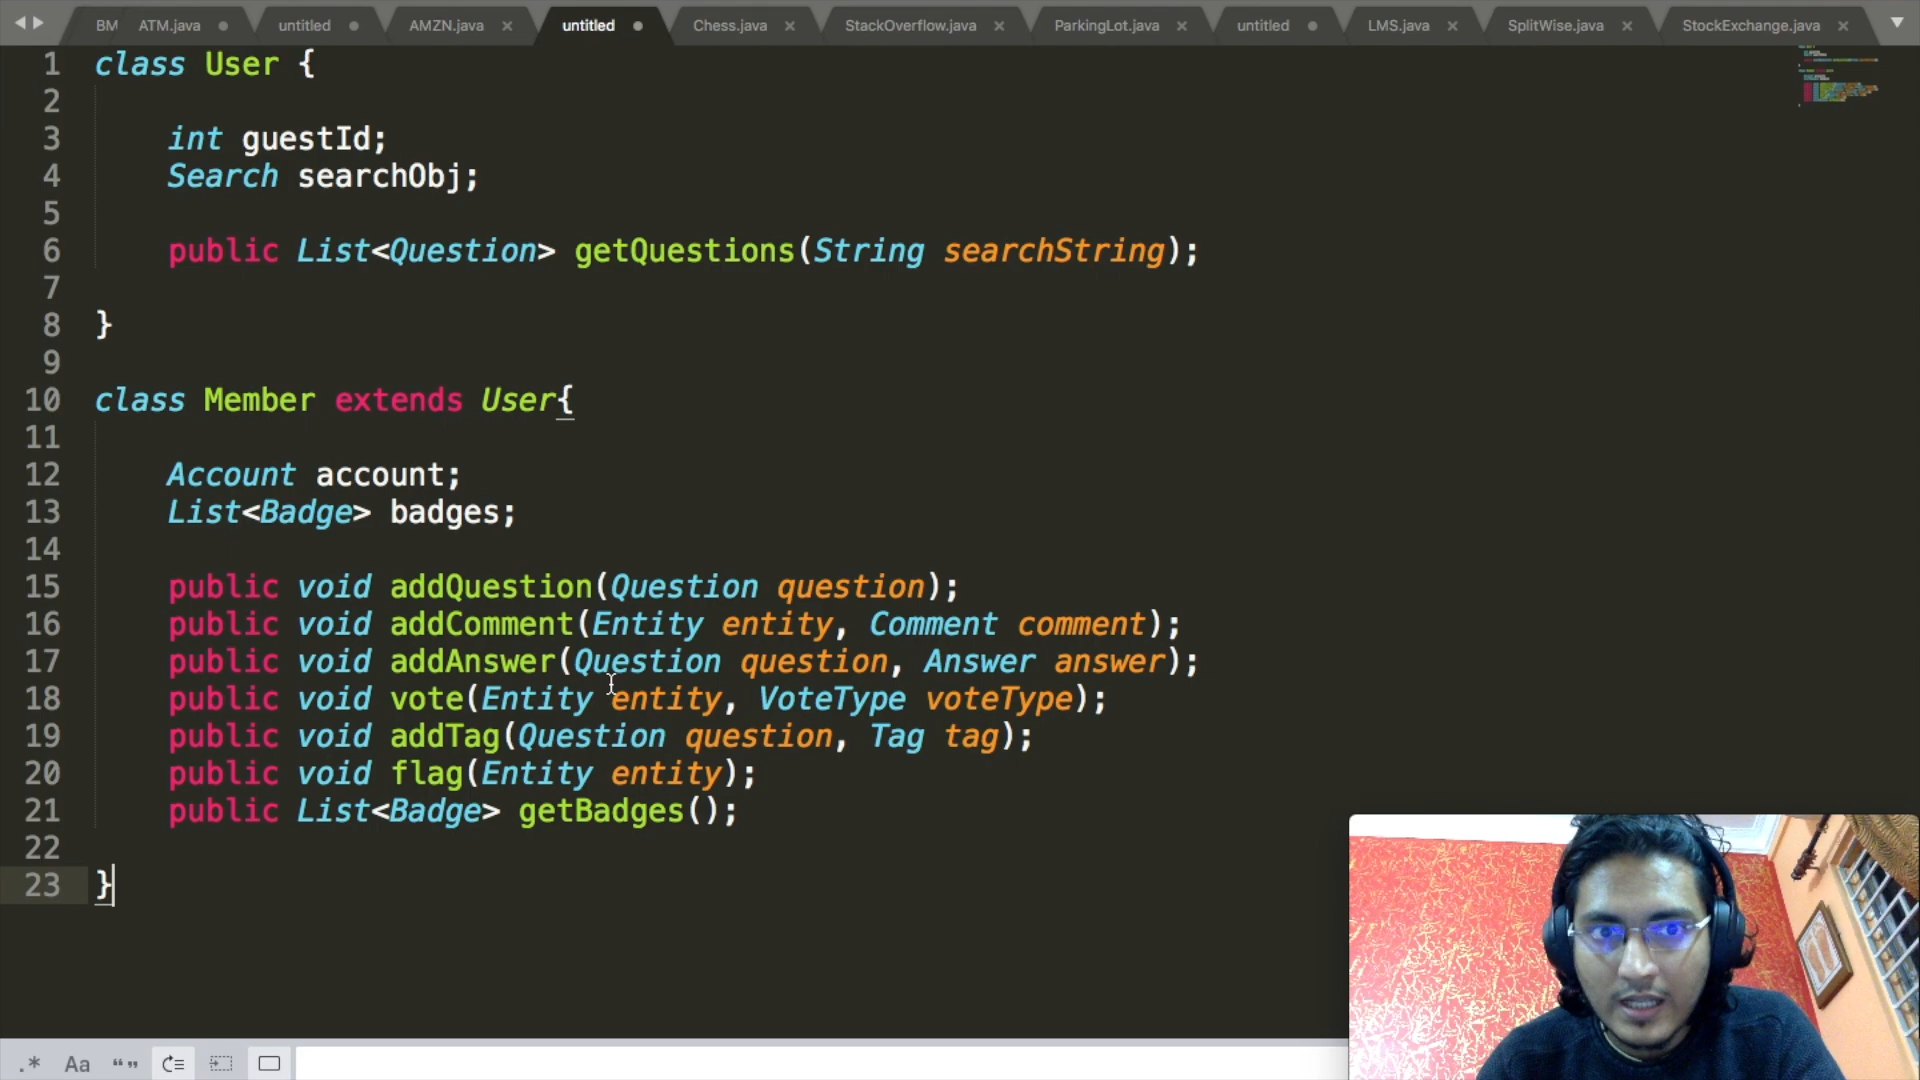 BM ATM.java untitled AMZN.java untitled Chess.java StackOverflow.java ParkingLot.java untitled LMS.java SplitWise.java StockExchange.java
1 class User {
2
3 int guestId;
4 Search searchObj;
5
6 public List<Question> getQuestions(String searchString);
7
8 }
9
10 class Member extends User{
11
12 Account account;
13 List<Badge> badges;
14
15 public void addQuestion(Question question);
16 public void addComment(Entity entity, Comment comment);
17 public void addAnswer(Question question, Answer answer);
18 public void vote(Entity entity, VoteType voteType);
19 public void addTag(Question question, Tag tag);
20 public void flag(Entity entity);
21 public List<Badge> getBadges();
22
23 }
.* Aa “”